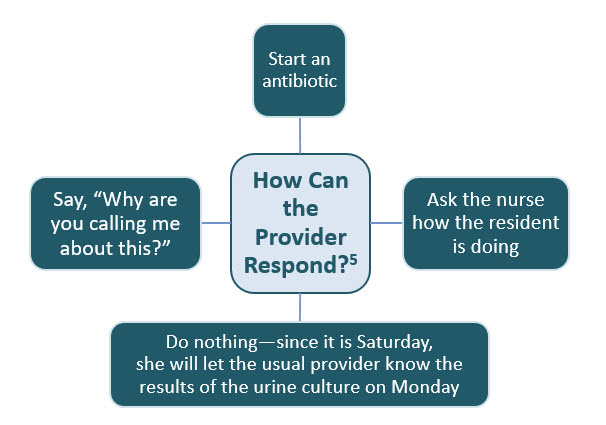 Start an
antibiotic
Say, “Why are
you calling me
about this?”
How Can
the
Provider
Respond?5
Ask the nurse
how the resident
is doing
Do nothing—since it is Saturday,
she will let the usual provider know the
results of the urine culture on Monday